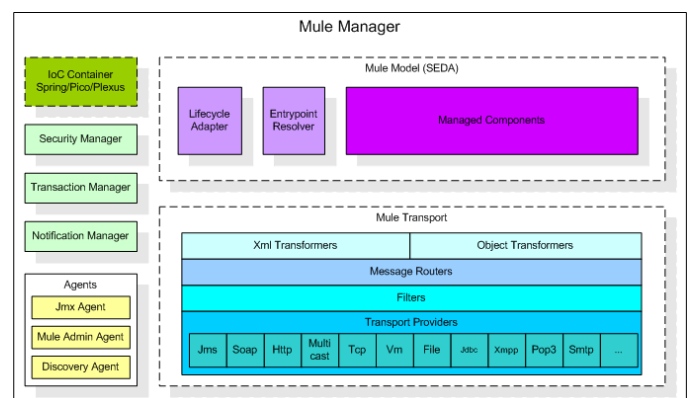 Mule Manager
IoC Container
Spring/Pico/Plexus
Security Manager
Transaction Manager
Notification Manager
Agents
Jmx Agent
Mule Admin Agent
Discovery Agent
Mule Model (SEDA)
Lifecycle
Adapter
Entrypoint
Resolver
Managed Components
Mule Transport
Xml Transformers
Object Transformers
Message Routers
Filters
Transport Providers
Jms
Soap
Http
Multi
cast
Tcp
Vm
File
Jdbc
Xmpp
Pop3
Smtp
...